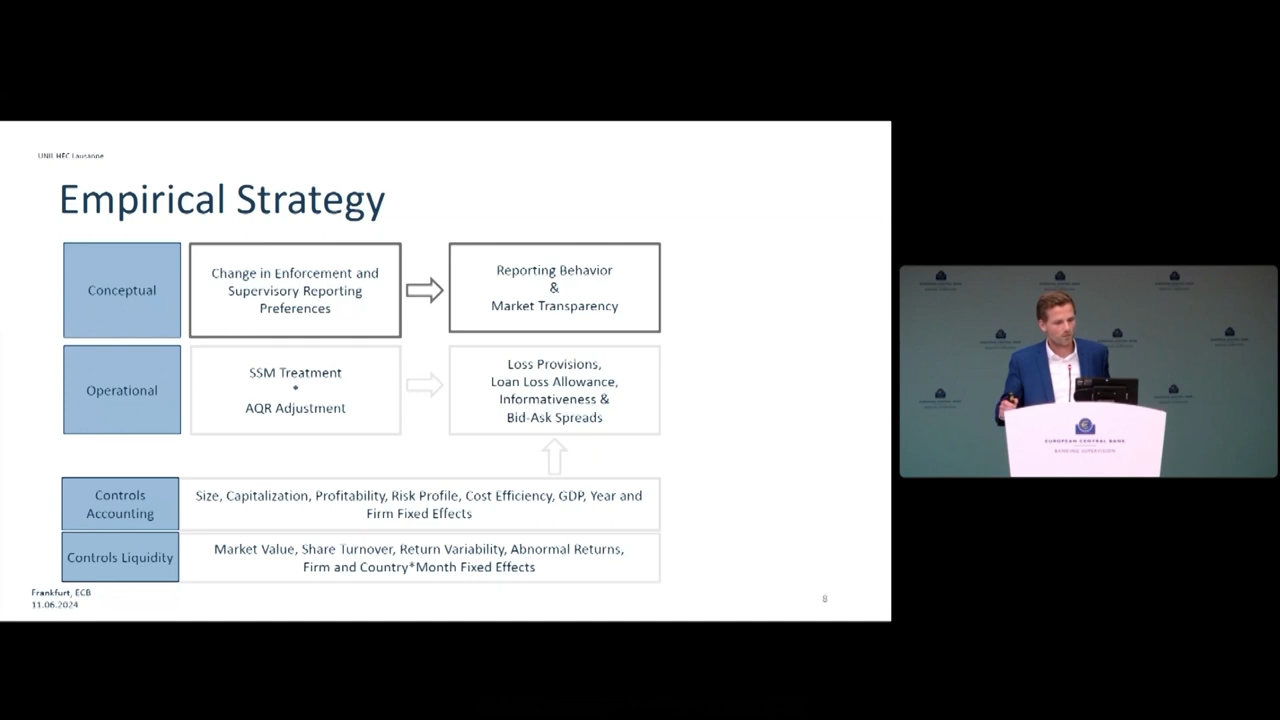 UNIL HEC Lausanne
Empirical Strategy
Conceptual
Change in Enforcement and
Supervisory Reporting
Preferences
Reporting Behavior
&
Market Transparency
Operational
SSM Treatment
*
AQR Adjustment
Loss Provisions,
Loan Loss Allowance,
Informativeness &
Bid-Ask Spreads
Controls
Accounting
Size, Capitalization, Profitability, Risk Profile, Cost Efficiency, GDP, Year and
Firm Fixed Effects
Controls Liquidity
Market Value, Share Turnover, Return Variability, Abnormal Returns,
Firm and Country*Month Fixed Effects
Frankfurt, ECB
11.06.2024
8
EUROPEAN CENTRAL BANK
BANKING SUPERVISION